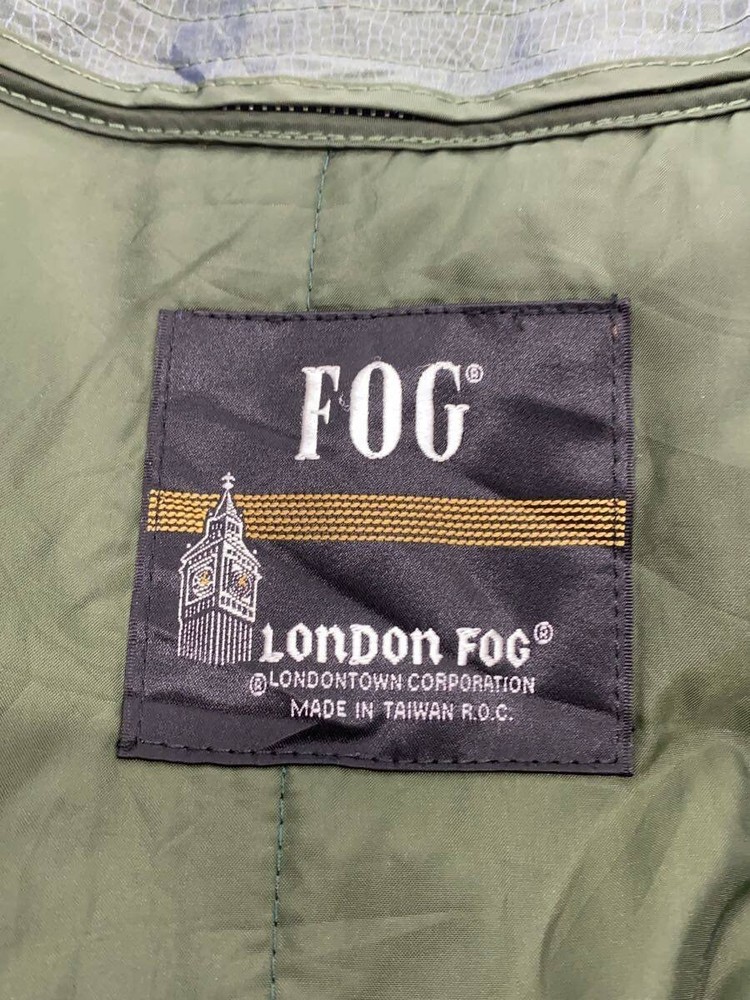 FOG®
LONDON FOG®
®LONDONTOWN CORPORATION
MADE IN TAIWAN R.O.C.